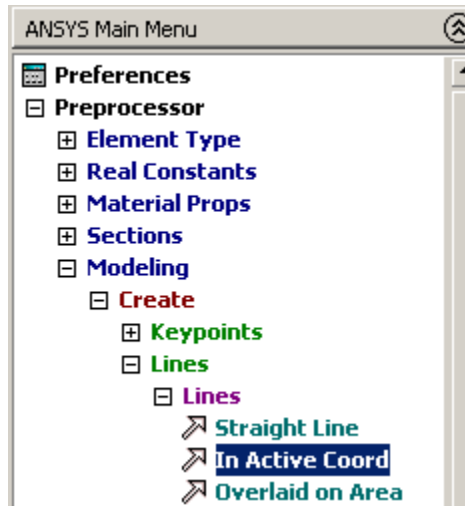 ANSYS Main Menu
Preferences
Preprocessor
Element Type
Real Constants
Material Props
Sections
Modeling
Create
Keypoints
Lines
Lines
Straight Line
In Active Coord
Overlaid on Area